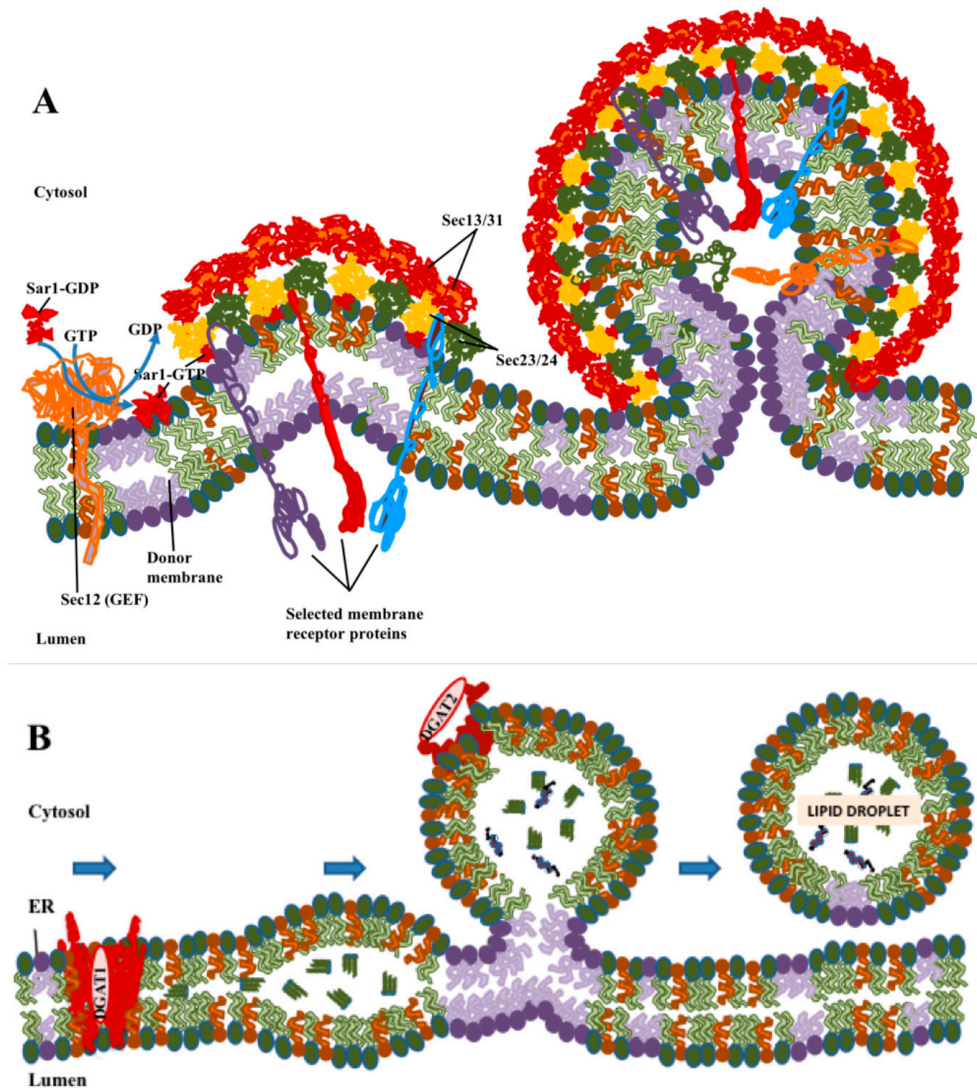 A
Cytosol
Sec13/31
Sar1-GDP
GTP
GDP
Sar1-GTP
Sec23/24
Donor
membrane
Sec12 (GEF)
Selected membrane
receptor proteins
Lumen
B
DGAT2
Cytosol
LIPID DROPLET
ER
DGAT1
Lumen